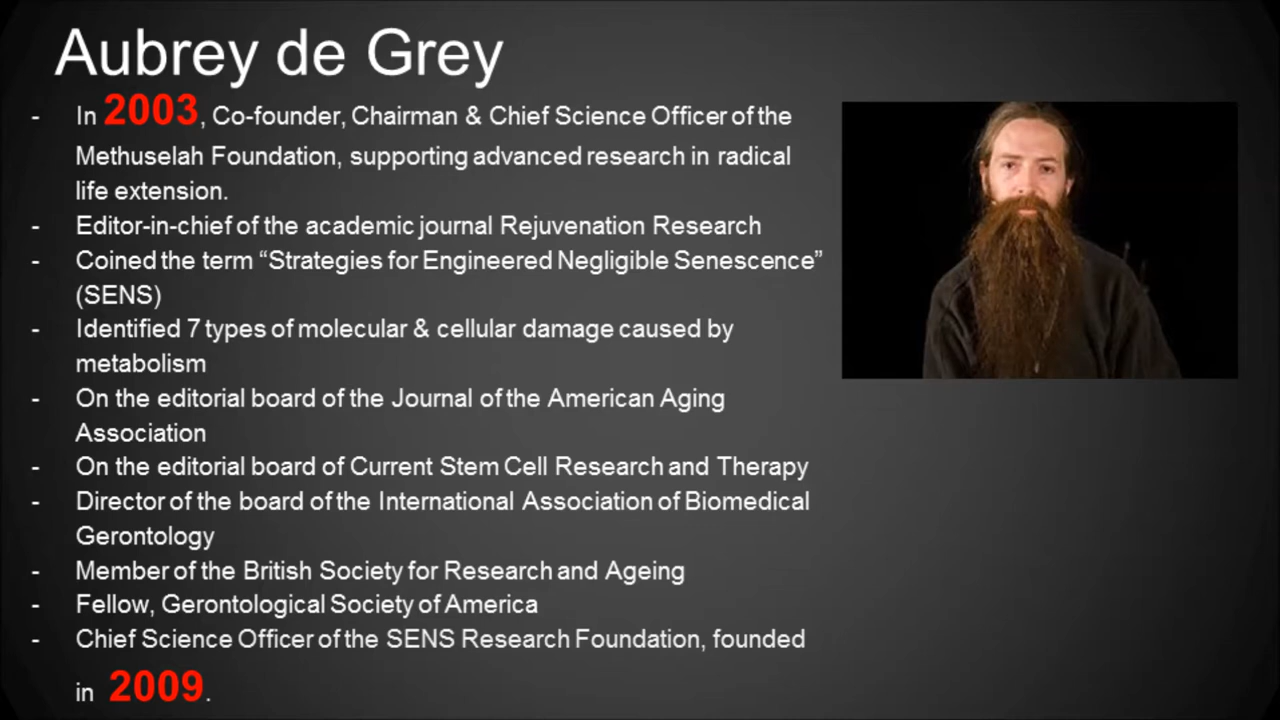 Aubrey de Grey
- In 2003, Co-founder, Chairman & Chief Science Officer of the
Methuselah Foundation, supporting advanced research in radical
life extension.
- Editor-in-chief of the academic journal Rejuvenation Research
- Coined the term “Strategies for Engineered Negligible Senescence”
(SENS)
- Identified 7 types of molecular & cellular damage caused by
metabolism
- On the editorial board of the Journal of the American Aging
Association
- On the editorial board of Current Stem Cell Research and Therapy
- Director of the board of the International Association of Biomedical
Gerontology
- Member of the British Society for Research and Ageing
- Fellow, Gerontological Society of America
- Chief Science Officer of the SENS Research Foundation, founded
in 2009.